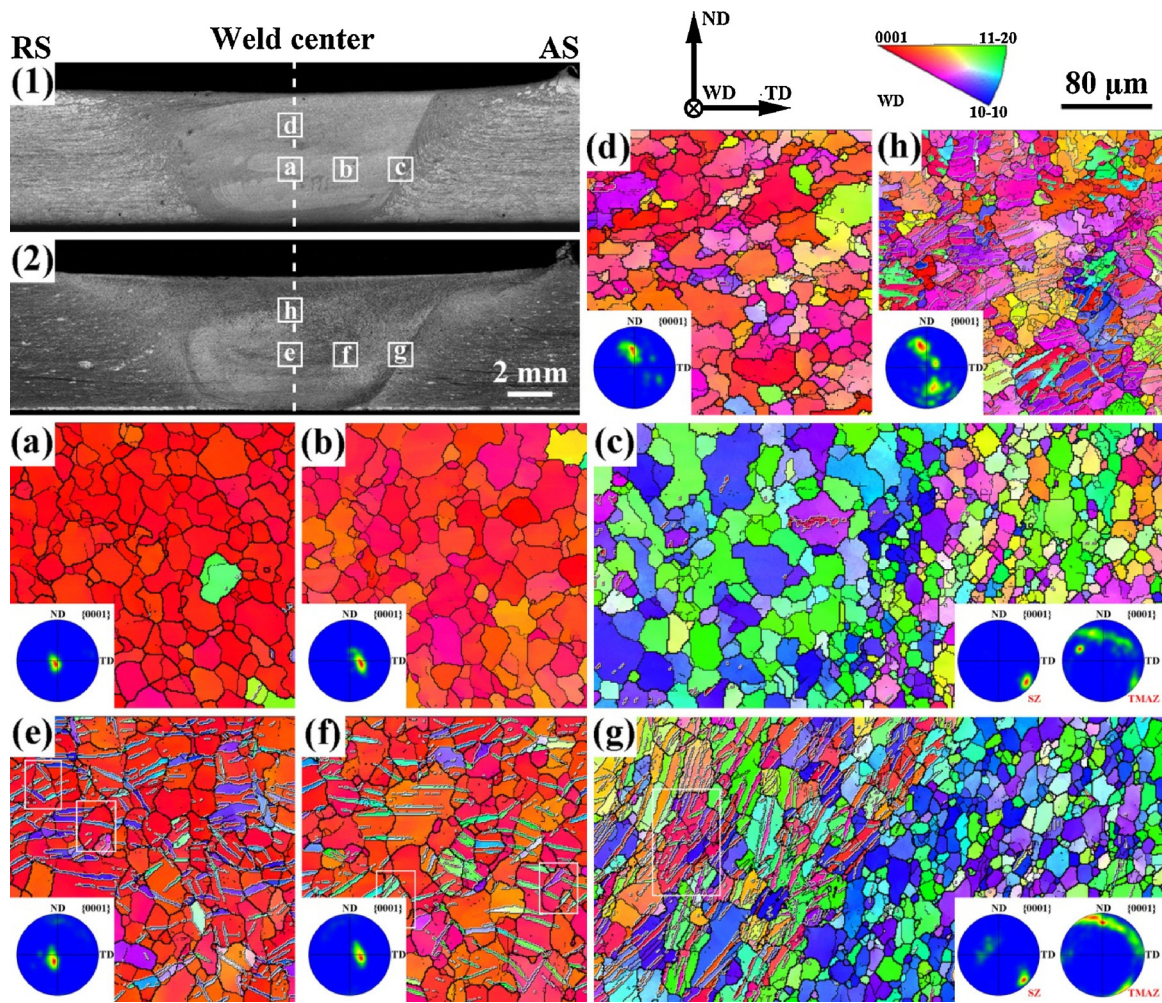 RS Weld center AS
(1)
d
a b c
(2)
h
e f g
2 mm
ND
WD TD
0001 11-20
WD 10-10
80 µm
(d)
ND {0001}
TD
(h)
ND {0001}
TD
(a)
ND {0001}
TD
(b)
ND {0001}
TD
(c)
ND {0001} ND {0001}
TD TD
SZ TMAZ
(e)
ND {0001}
TD
(f)
ND {0001}
TD
(g)
ND {0001} ND {0001}
TD TD
SZ TMAZ